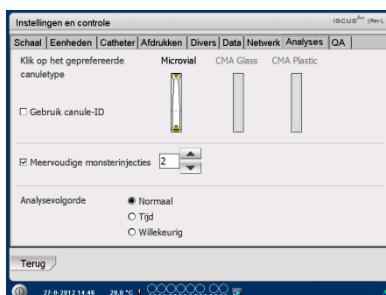 Instellingen en controle
ISCUS
Schaal Eenheden Catheter Afdrukken Divers Data Netwerk Analyses QA
Klik op het geprefereerde canuletype
Microvial CMA Glass CMA Plastic
Gebruik canule-ID
Meervoudige monsterinjecties 2
Analysevolgorde
Normaal
Tijd
Willekeurig
Terug
27-8-2012 14:46 28,8 °C